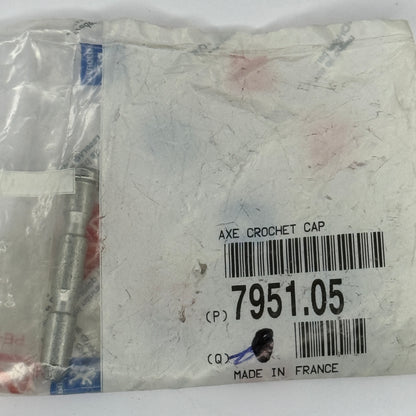 AXE CROCHET CAP
(P) 7951.05
(Q)
MADE IN FRANCE